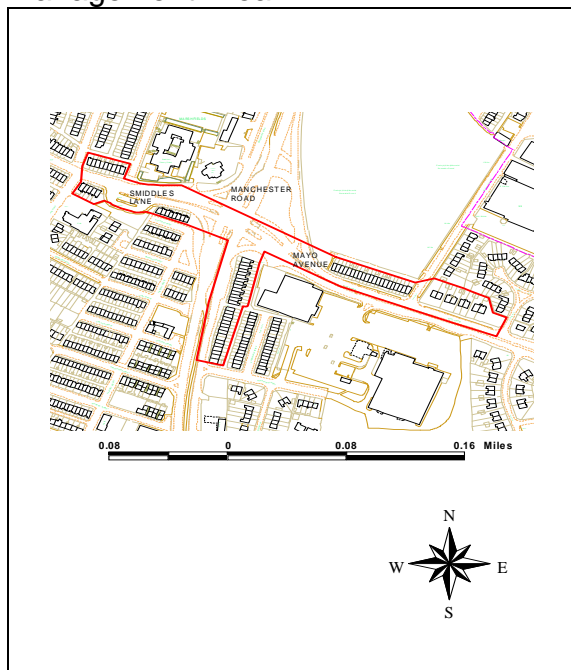 SMIDDLES
LANE
MANCHESTER
ROAD
MAYO
AVENUE
0.08 0 0.08 0.16 Miles
N
W E
S